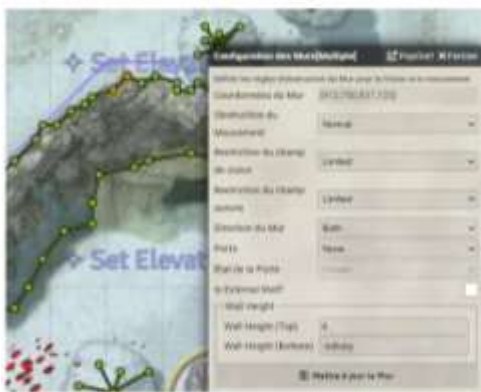 Set Elevat
Set Elevat
Configuration des Murs[Multiple]
Fermer
Coordonnées du Mur
Obstruction du
Mouvement
Normal
Restriction du champ
de vision
Limited
Restriction du champ
sonore
Limited
Direction du Mur
Both
Porte
None
État de la Porte
Is External Wall?
Wall Height
Wall Height (Top)
Wall Height (Bottom)
Mettre à jour le Mur